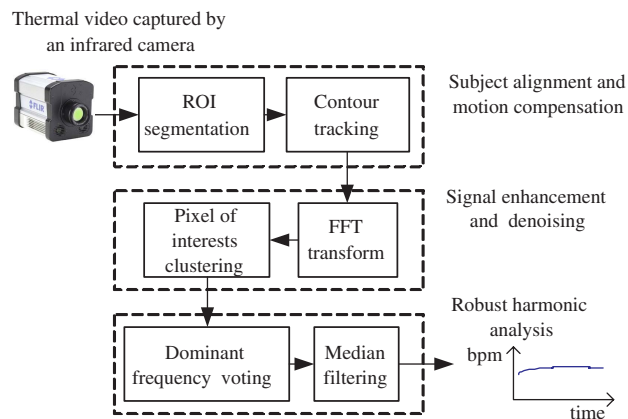 Thermal video captured by
an infrared camera
FLIR
ROI
segmentation
Contour
tracking
Subject alignment and
motion compensation
Pixel of
interests
clustering
FFT
transform
Signal enhancement
and denoising
Dominant
frequency voting
Median
filtering
Robust harmonic
analysis
bpm
time